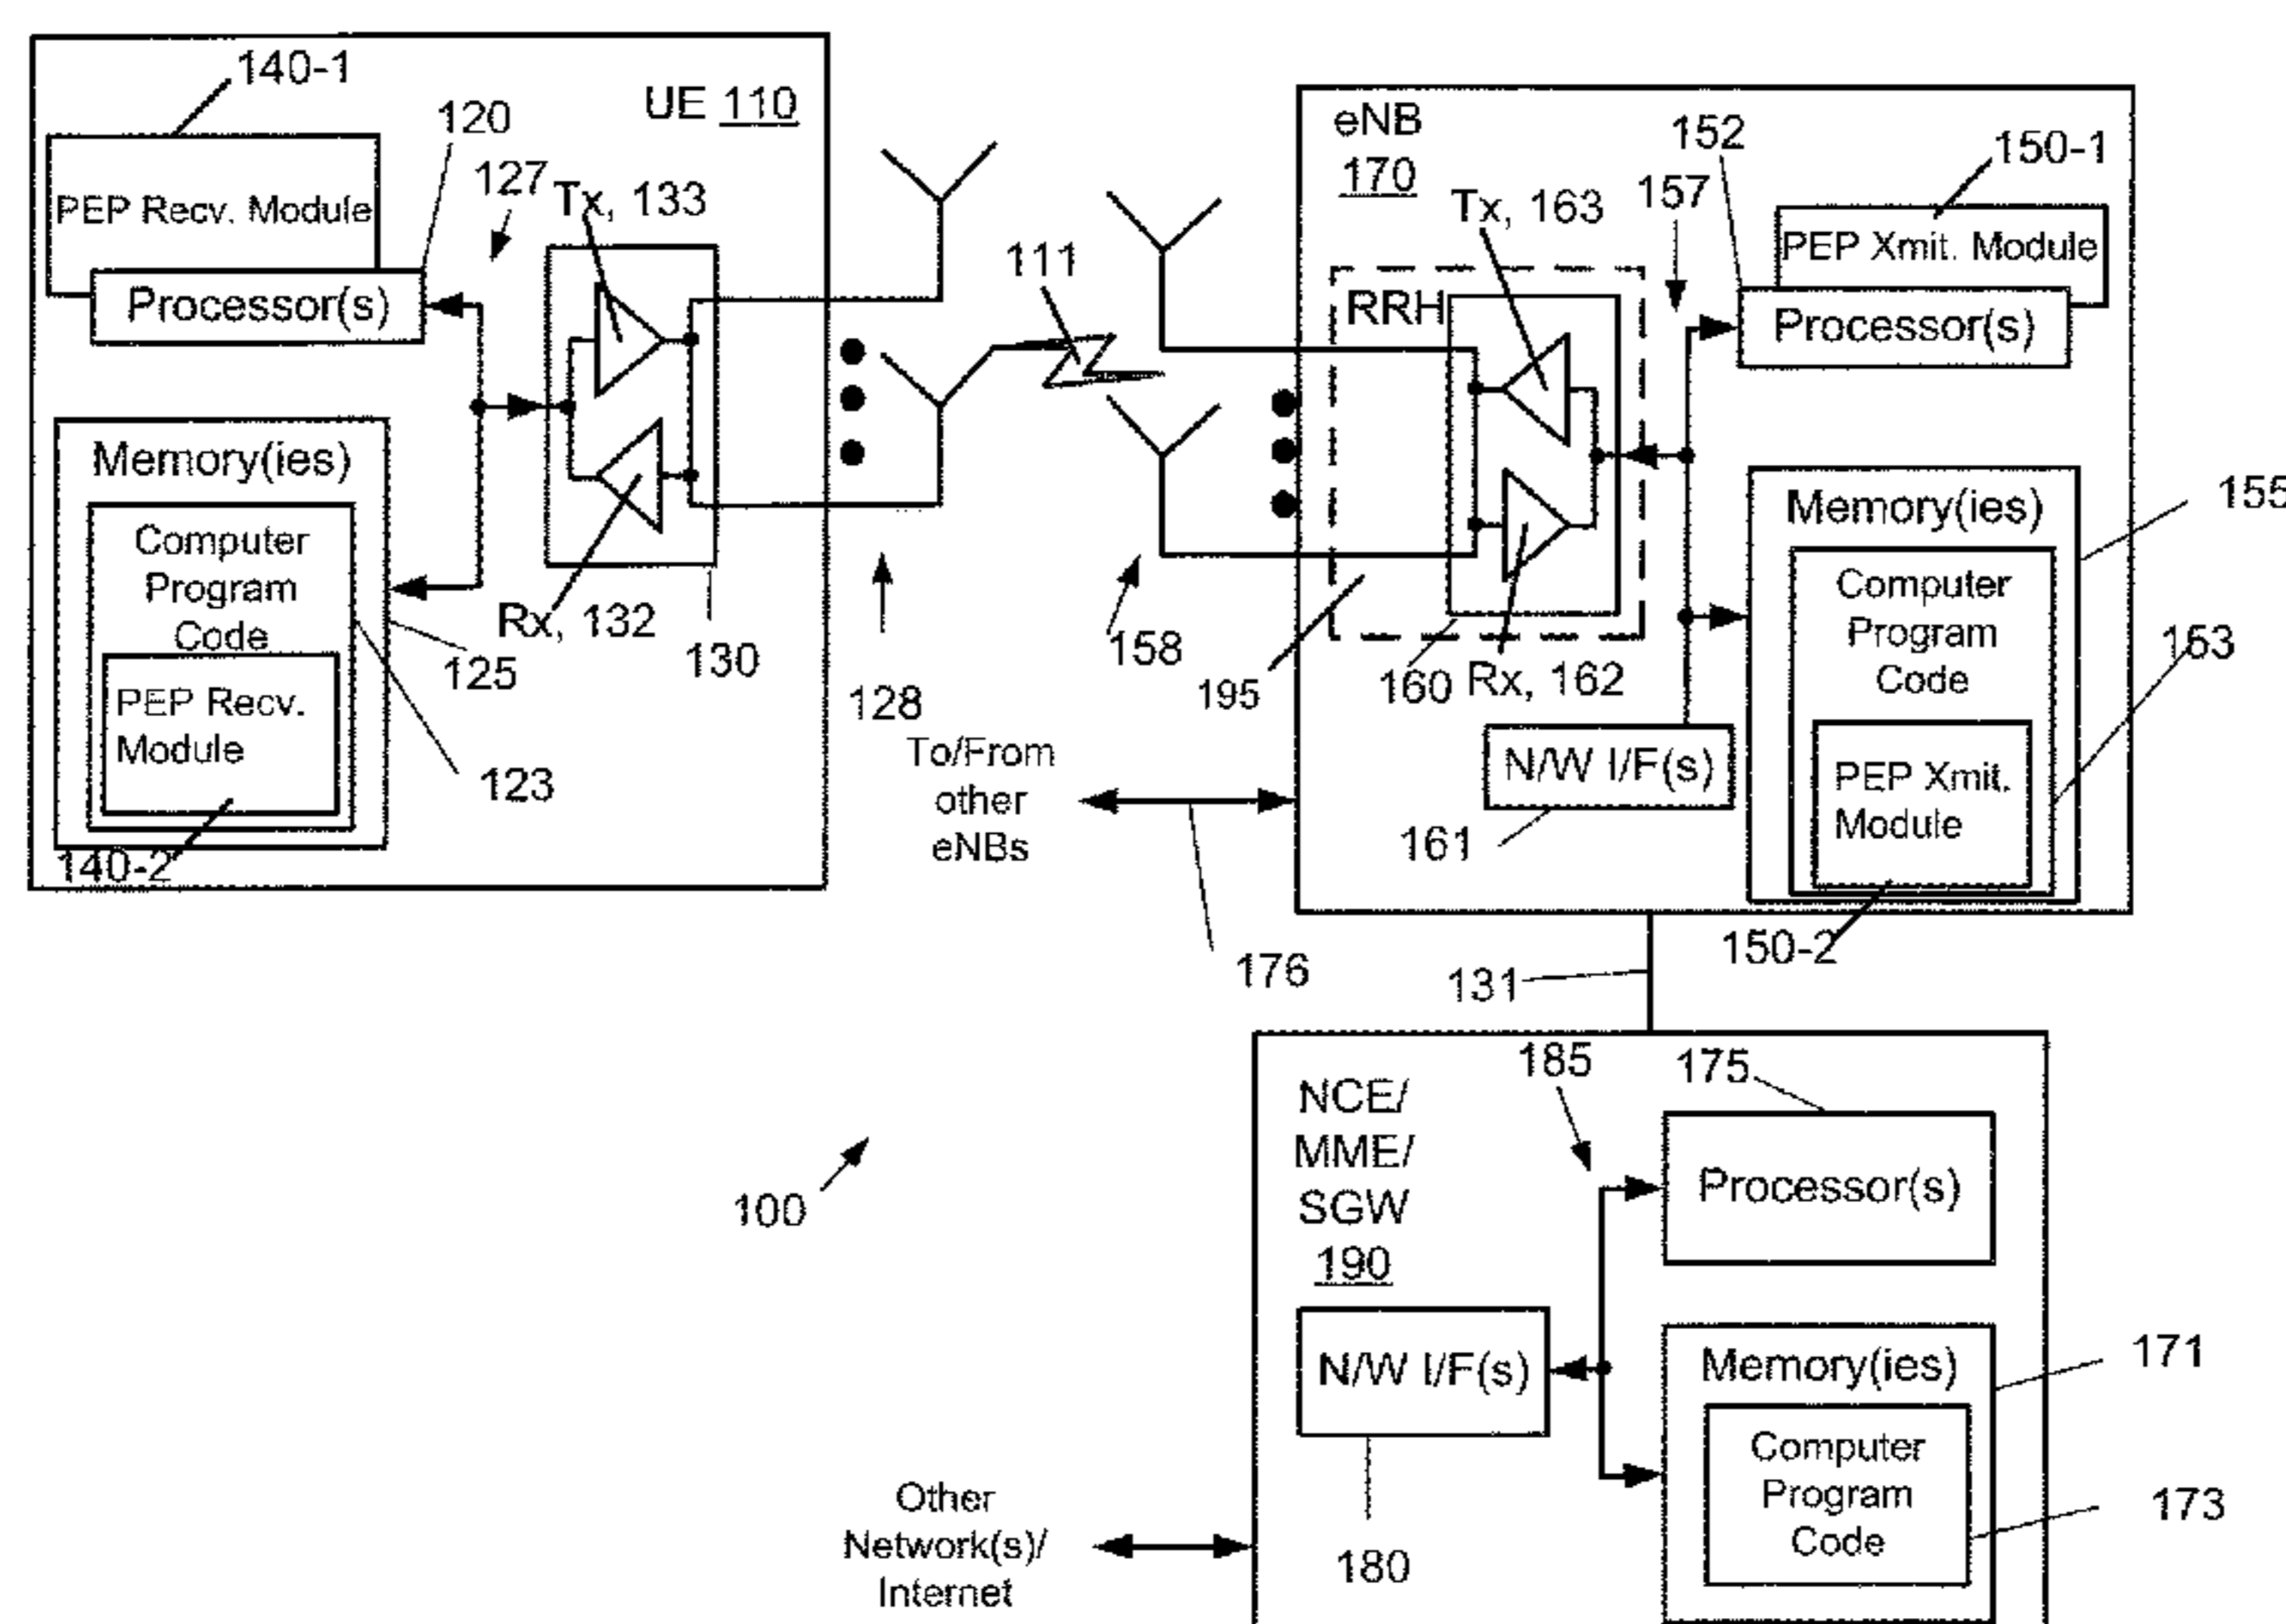 140-1
UE 110
120
PEP Recv. Module
127
Tx, 133
Processor(s)
Memory(ies)
Computer
Program
Code
PEP Recv.
Module
Rx, 132
125
130
123
140-2
128
111
158
eNB
170
152
150-1
Tx, 163
157
PEP Xmit. Module
RRH
Processor(s)
Memory(ies)
155
Computer
Program
Code
153
195
160
Rx, 162
N/W I/F(s)
161
PEP Xmit.
Module
150-2
To/From
other
eNBs
176
131
100
185
175
NCE/
MME/
SGW
190
Processor(s)
N/W I/F(s)
180
Memory(ies)
171
Computer
Program
Code
173
Other
Network(s)/
Internet